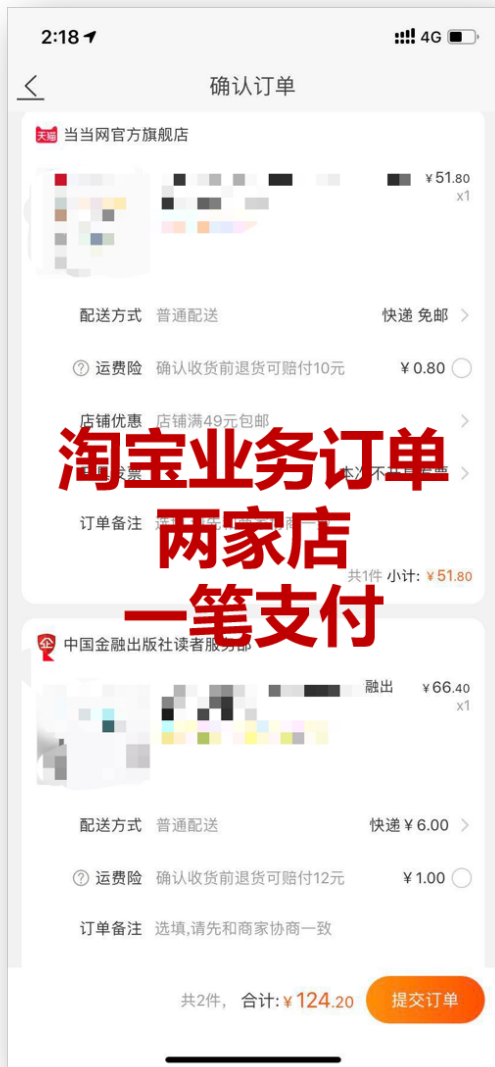 2:18
4G
确认订单
天猫 当当网官方旗舰店
¥51.80
x1
配送方式 普通配送 快递 免邮
? 运费险 确认收货前退货可赔付10元 ¥0.80
店铺优惠 店铺满49元包邮
淘宝业务订单
发票
订单备注
两家店
共1件 小计: ¥51.80
一笔支付
企 中国金融出版社读者服务部
融出 ¥66.40
x1
配送方式 普通配送 快递 ¥6.00
? 运费险 确认收货前退货可赔付12元 ¥1.00
订单备注 选填,请先和商家协商一致
共2件, 合计: ¥124.20 提交订单